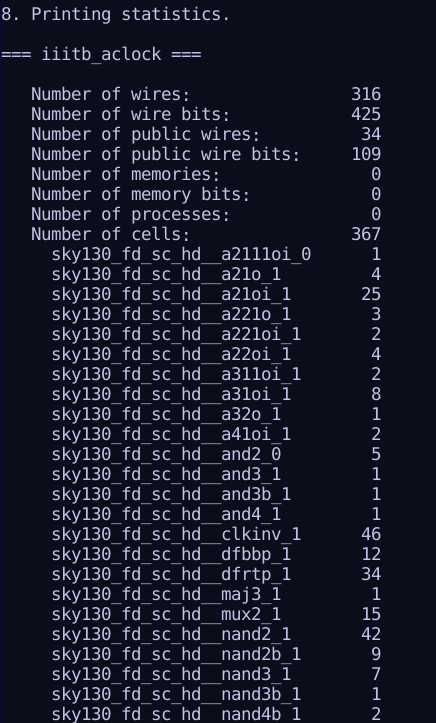 8. Printing statistics.
=== iiitb_aclock ===
Number of wires: 316
Number of wire bits: 425
Number of public wires: 34
Number of public wire bits: 109
Number of memories: 0
Number of memory bits: 0
Number of processes: 0
Number of cells: 367
sky130_fd_sc_hd__a2111oi_0 1
sky130_fd_sc_hd__a21o_1 4
sky130_fd_sc_hd__a21oi_1 25
sky130_fd_sc_hd__a221o_1 3
sky130_fd_sc_hd__a221oi_1 2
sky130_fd_sc_hd__a22oi_1 4
sky130_fd_sc_hd__a311oi_1 2
sky130_fd_sc_hd__a31oi_1 8
sky130_fd_sc_hd__a32o_1 1
sky130_fd_sc_hd__a41oi_1 2
sky130_fd_sc_hd__and2_0 5
sky130_fd_sc_hd__and3_1 1
sky130_fd_sc_hd__and3b_1 1
sky130_fd_sc_hd__and4_1 1
sky130_fd_sc_hd__clkinv_1 46
sky130_fd_sc_hd__dfbbp_1 12
sky130_fd_sc_hd__dfrtp_1 34
sky130_fd_sc_hd__maj3_1 1
sky130_fd_sc_hd__mux2_1 15
sky130_fd_sc_hd__nand2_1 42
sky130_fd_sc_hd__nand2b_1 9
sky130_fd_sc_hd__nand3_1 7
sky130_fd_sc_hd__nand3b_1 1
sky130_fd_sc_hd__nand4b_1 2